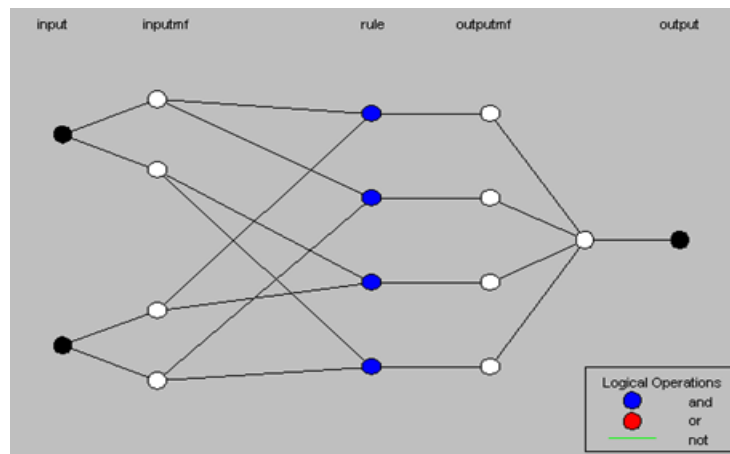 input inputmf rule outputmf output
Logical Operations
and
or
not